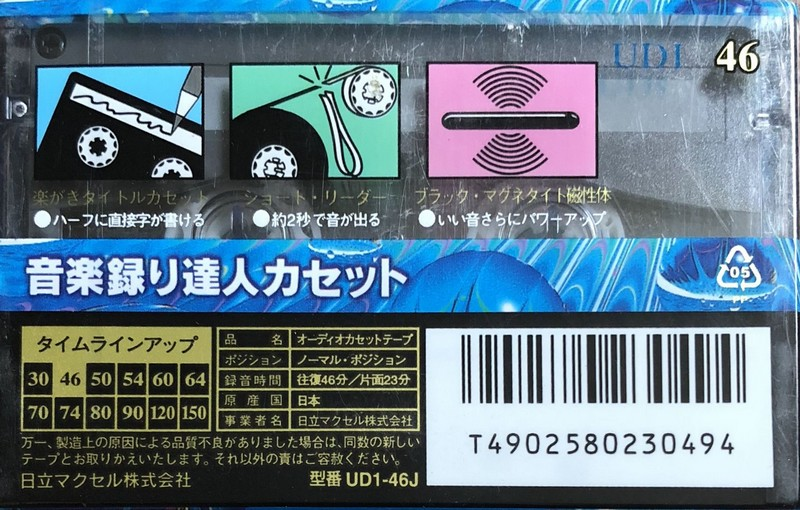 UD1 46
楽がきタイトルカセット
●ハーフに直接字が書ける
ショート・リーダー
●約2秒で音が出る
ブラック・マグネタイト磁性体
●いい音さらにパワーアップ
音楽録り達人カセット
05
PP
タイムラインアップ
30 46 50 54 60 64
70 74 80 90 120 150
品名 オーディオカセットテープ
ポジション ノーマル・ポジション
録音時間 往復46分/片面23分
原産国 日本
事業者名 日立マクセル株式会社
万一、製造上の原因による品質不良がありました場合は、同数の新しい
テープとお取りかえいたします。それ以外の責はご容赦ください。
日立マクセル株式会社 型番 UD1-46J
T4902580230494